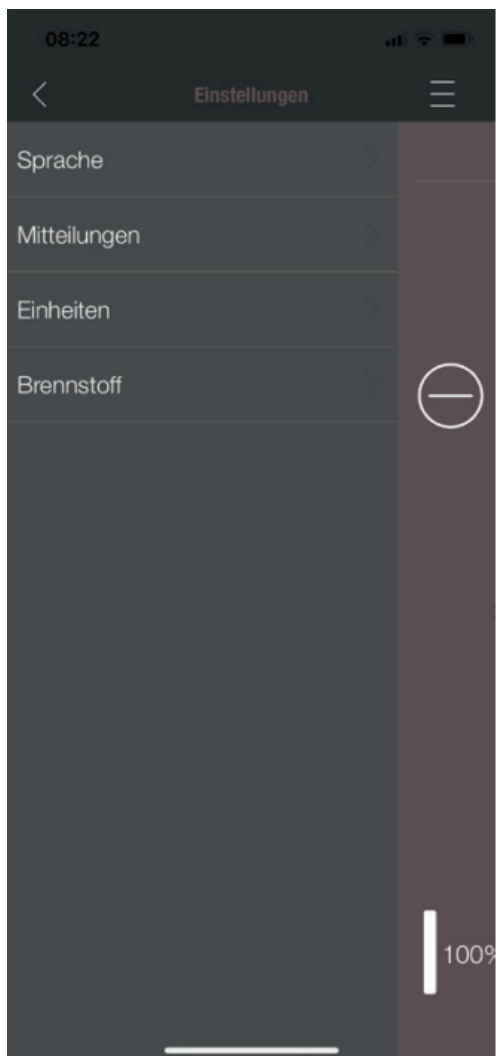 08:22
Einstellungen
Sprache
Mitteilungen
Einheiten
Brennstoff
100%